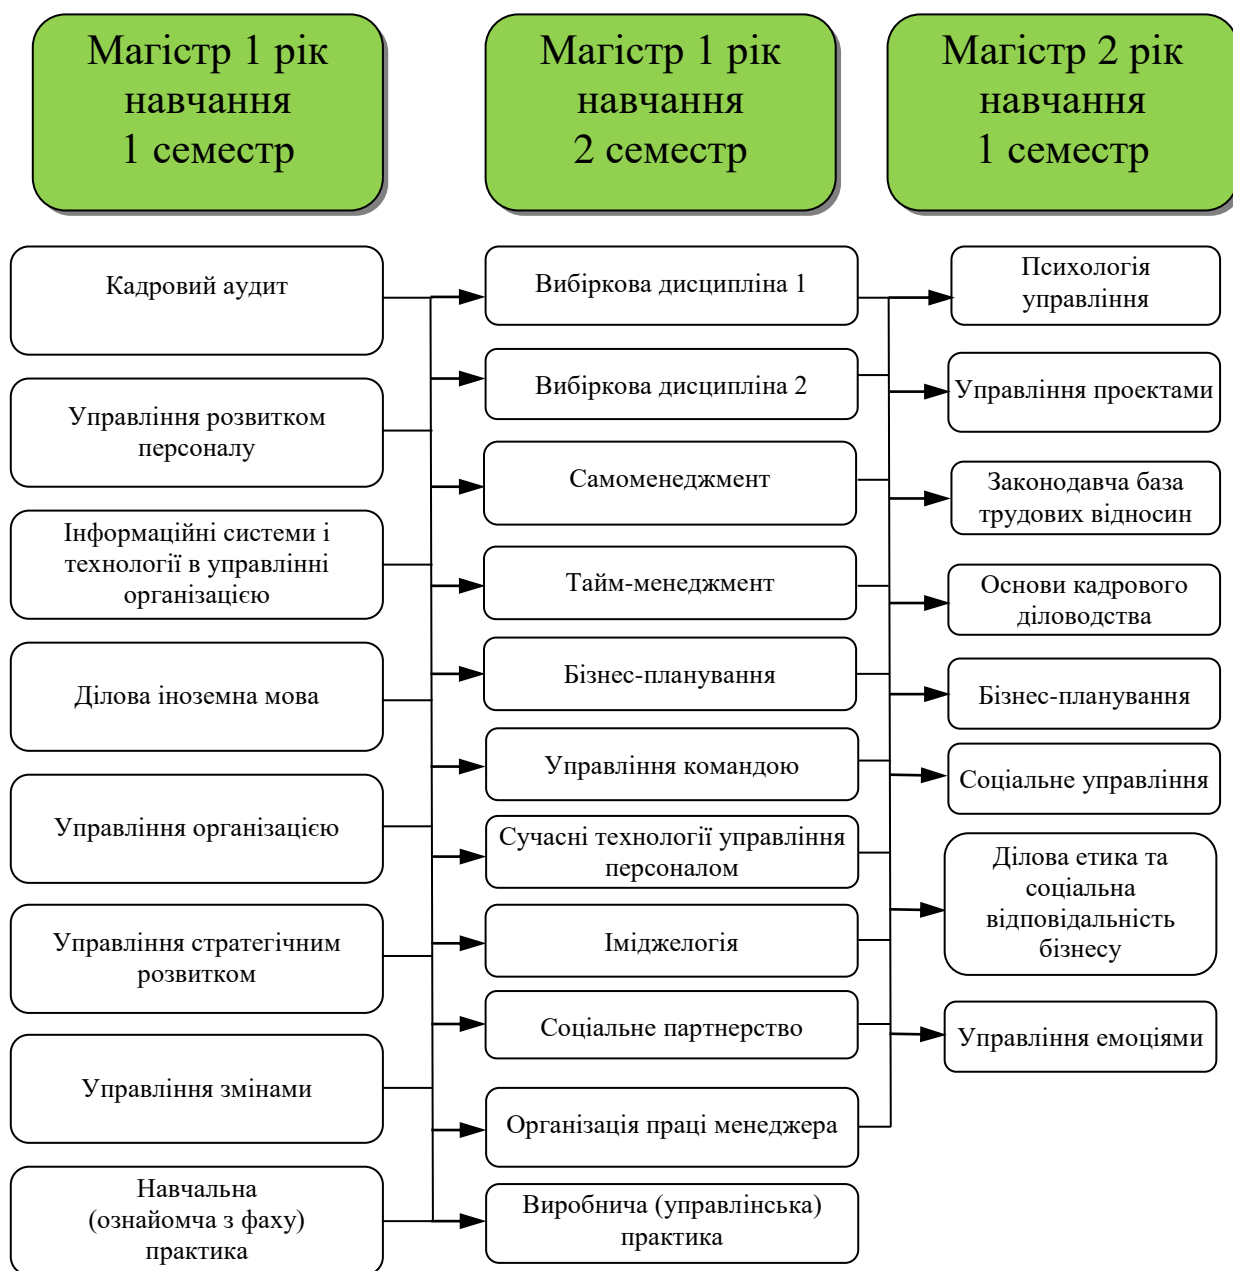 Магістр 1 рік
навчання
1 семестр
Магістр 1 рік
навчання
2 семестр
Магістр 2 рік
навчання
1 семестр
Кадровий аудит
Управління розвитком
персоналу
Інформаційні системи і
технології в управлінні
організацією
Ділова іноземна мова
Управління організацією
Управління стратегічним
розвитком
Управління змінами
Навчальна
(ознайомча з фаху)
практика
Вибіркова дисципліна 1
Вибіркова дисципліна 2
Самоменеджмент
Тайм-менеджмент
Бізнес-планування
Управління командою
Сучасні технології управління
персоналом
Іміджелогія
Соціальне партнерство
Організація праці менеджера
Виробнича (управлінська)
практика
Психологія
управління
Управління проектами
Законодавча база
трудових відносин
Основи кадрового
діловодства
Бізнес-планування
Соціальне управління
Ділова етика та
соціальна
відповідальність
бізнесу
Управління емоціями